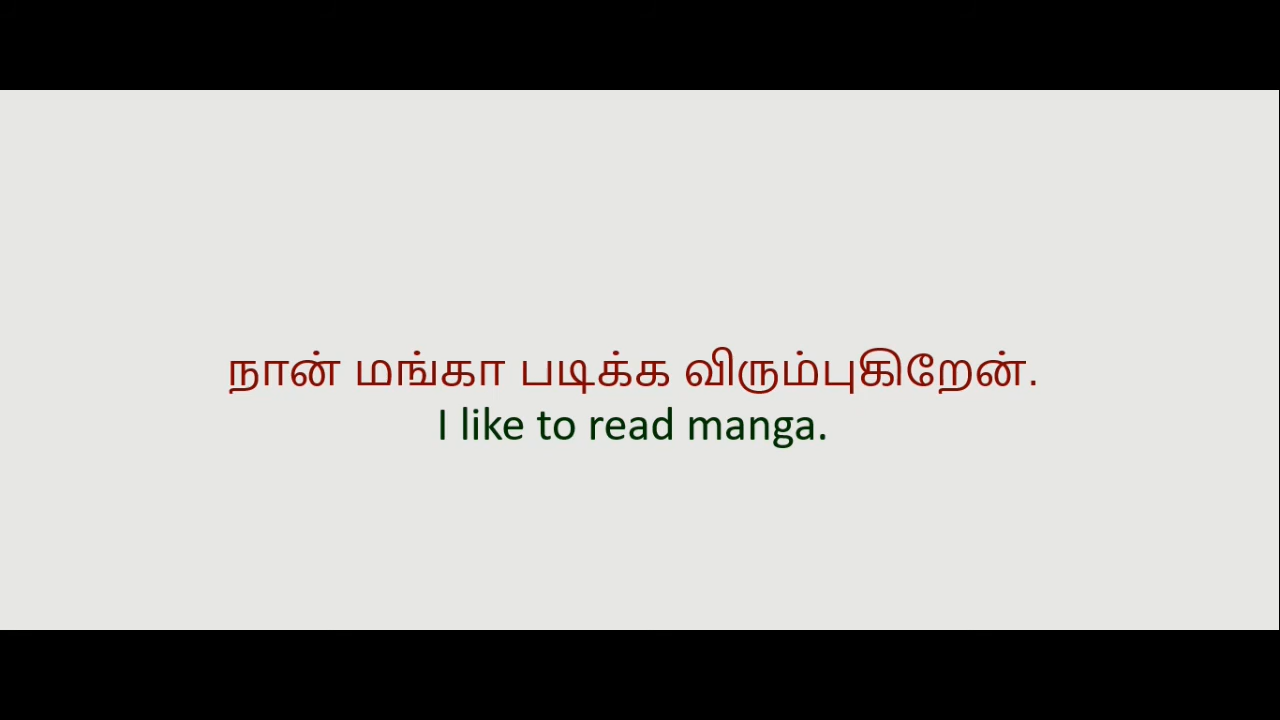 நான் மங்கா படிக்க விரும்புகிறேன்.
I like to read manga.